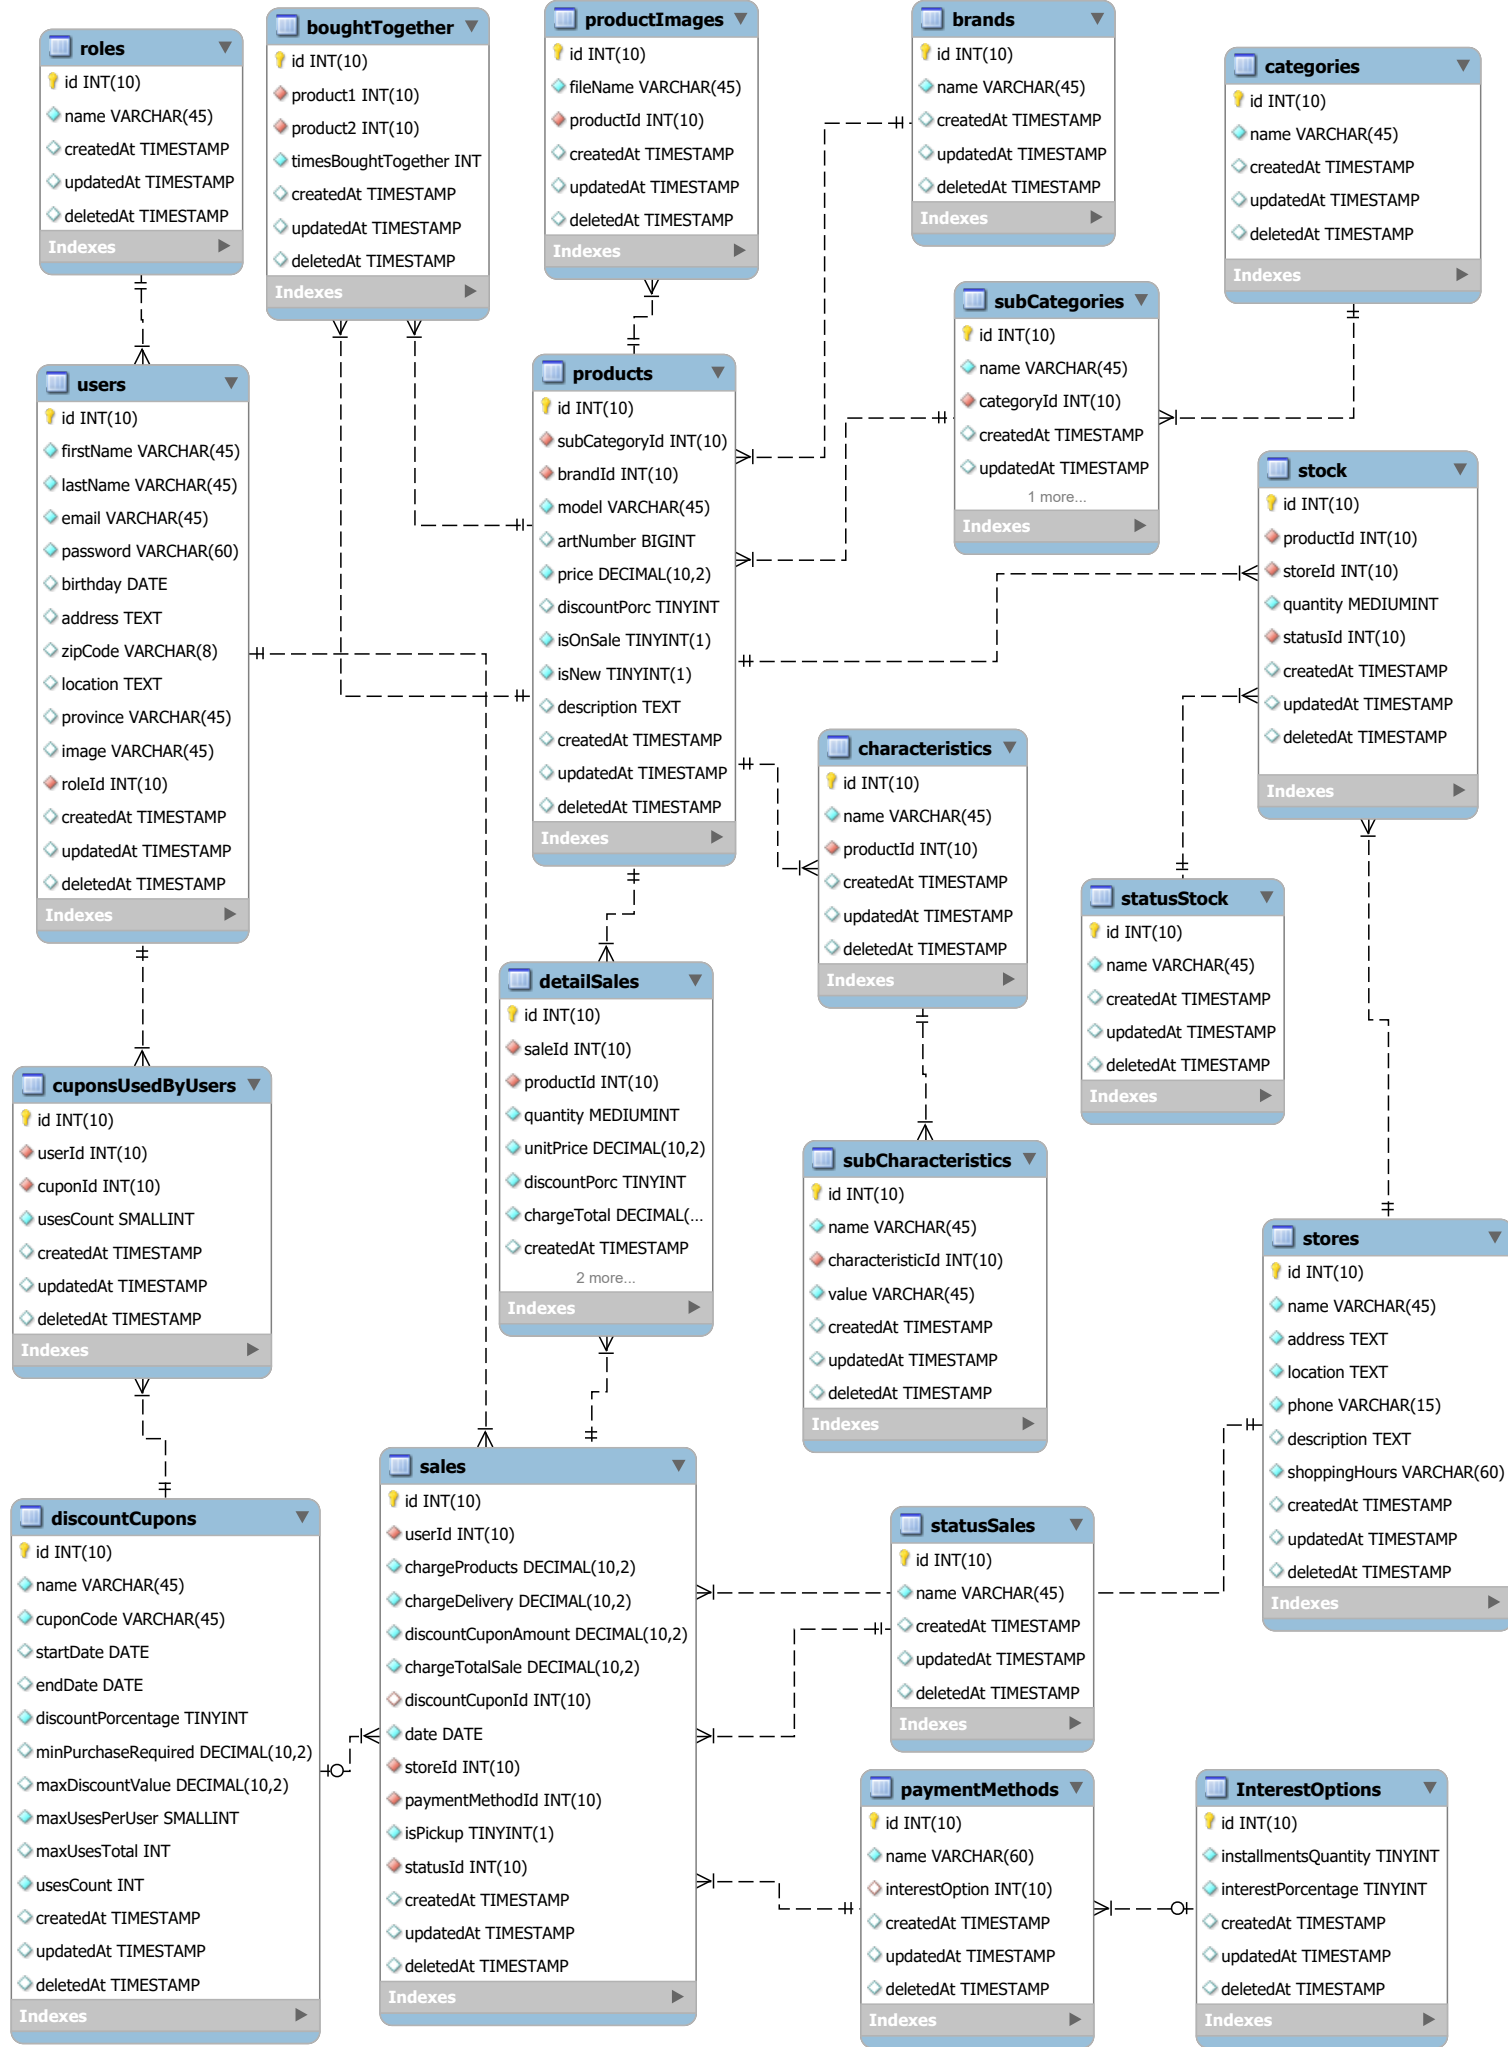 roles
id INT(10)
name VARCHAR(45)
createdAt TIMESTAMP
updatedAt TIMESTAMP
deletedAt TIMESTAMP
Indexes
boughtTogether
id INT(10)
product1 INT(10)
product2 INT(10)
timesBoughtTogether INT
createdAt TIMESTAMP
updatedAt TIMESTAMP
deletedAt TIMESTAMP
Indexes
productImages
id INT(10)
fileName VARCHAR(45)
productId INT(10)
createdAt TIMESTAMP
updatedAt TIMESTAMP
deletedAt TIMESTAMP
Indexes
brands
id INT(10)
name VARCHAR(45)
createdAt TIMESTAMP
updatedAt TIMESTAMP
deletedAt TIMESTAMP
Indexes
categories
id INT(10)
name VARCHAR(45)
createdAt TIMESTAMP
updatedAt TIMESTAMP
deletedAt TIMESTAMP
Indexes
subCategories
id INT(10)
name VARCHAR(45)
categoryId INT(10)
createdAt TIMESTAMP
updatedAt TIMESTAMP
1 more...
Indexes
users
id INT(10)
firstName VARCHAR(45)
lastName VARCHAR(45)
email VARCHAR(45)
password VARCHAR(60)
birthday DATE
address TEXT
zipCode VARCHAR(8)
location TEXT
province VARCHAR(45)
image VARCHAR(45)
roleId INT(10)
createdAt TIMESTAMP
updatedAt TIMESTAMP
deletedAt TIMESTAMP
Indexes
products
id INT(10)
subCategoryId INT(10)
brandId INT(10)
model VARCHAR(45)
artNumber BIGINT
price DECIMAL(10,2)
discountPorc TINYINT
isOnSale TINYINT(1)
isNew TINYINT(1)
description TEXT
createdAt TIMESTAMP
updatedAt TIMESTAMP
deletedAt TIMESTAMP
Indexes
stock
id INT(10)
productId INT(10)
storeId INT(10)
quantity MEDIUMINT
statusId INT(10)
createdAt TIMESTAMP
updatedAt TIMESTAMP
deletedAt TIMESTAMP
Indexes
characteristics
id INT(10)
name VARCHAR(45)
productId INT(10)
createdAt TIMESTAMP
updatedAt TIMESTAMP
deletedAt TIMESTAMP
Indexes
statusStock
id INT(10)
name VARCHAR(45)
createdAt TIMESTAMP
updatedAt TIMESTAMP
deletedAt TIMESTAMP
Indexes
detailSales
id INT(10)
saleId INT(10)
productId INT(10)
quantity MEDIUMINT
unitPrice DECIMAL(10,2)
discountPorc TINYINT
chargeTotal DECIMAL(...
createdAt TIMESTAMP
2 more...
Indexes
cuponsUsedByUsers
id INT(10)
userId INT(10)
cuponId INT(10)
usesCount SMALLINT
createdAt TIMESTAMP
updatedAt TIMESTAMP
deletedAt TIMESTAMP
Indexes
subCharacteristics
id INT(10)
name VARCHAR(45)
characteristicId INT(10)
value VARCHAR(45)
createdAt TIMESTAMP
updatedAt TIMESTAMP
deletedAt TIMESTAMP
Indexes
stores
id INT(10)
name VARCHAR(45)
address TEXT
location TEXT
phone VARCHAR(15)
description TEXT
shoppingHours VARCHAR(60)
createdAt TIMESTAMP
updatedAt TIMESTAMP
deletedAt TIMESTAMP
Indexes
discountCupons
id INT(10)
name VARCHAR(45)
cuponCode VARCHAR(45)
startDate DATE
endDate DATE
discountPorcentage TINYINT
minPurchaseRequired DECIMAL(10,2)
maxDiscountValue DECIMAL(10,2)
maxUsesPerUser SMALLINT
maxUsesTotal INT
usesCount INT
createdAt TIMESTAMP
updatedAt TIMESTAMP
deletedAt TIMESTAMP
Indexes
sales
id INT(10)
userId INT(10)
chargeProducts DECIMAL(10,2)
chargeDelivery DECIMAL(10,2)
discountCuponAmount DECIMAL(10,2)
chargeTotalSale DECIMAL(10,2)
discountCuponId INT(10)
date DATE
storeId INT(10)
paymentMethodId INT(10)
isPickup TINYINT(1)
statusId INT(10)
createdAt TIMESTAMP
updatedAt TIMESTAMP
deletedAt TIMESTAMP
Indexes
statusSales
id INT(10)
name VARCHAR(45)
createdAt TIMESTAMP
updatedAt TIMESTAMP
deletedAt TIMESTAMP
Indexes
paymentMethods
id INT(10)
name VARCHAR(60)
interestOption INT(10)
createdAt TIMESTAMP
updatedAt TIMESTAMP
deletedAt TIMESTAMP
Indexes
InterestOptions
id INT(10)
installmentsQuantity TINYINT
interestPorcentage TINYINT
createdAt TIMESTAMP
updatedAt TIMESTAMP
deletedAt TIMESTAMP
Indexes